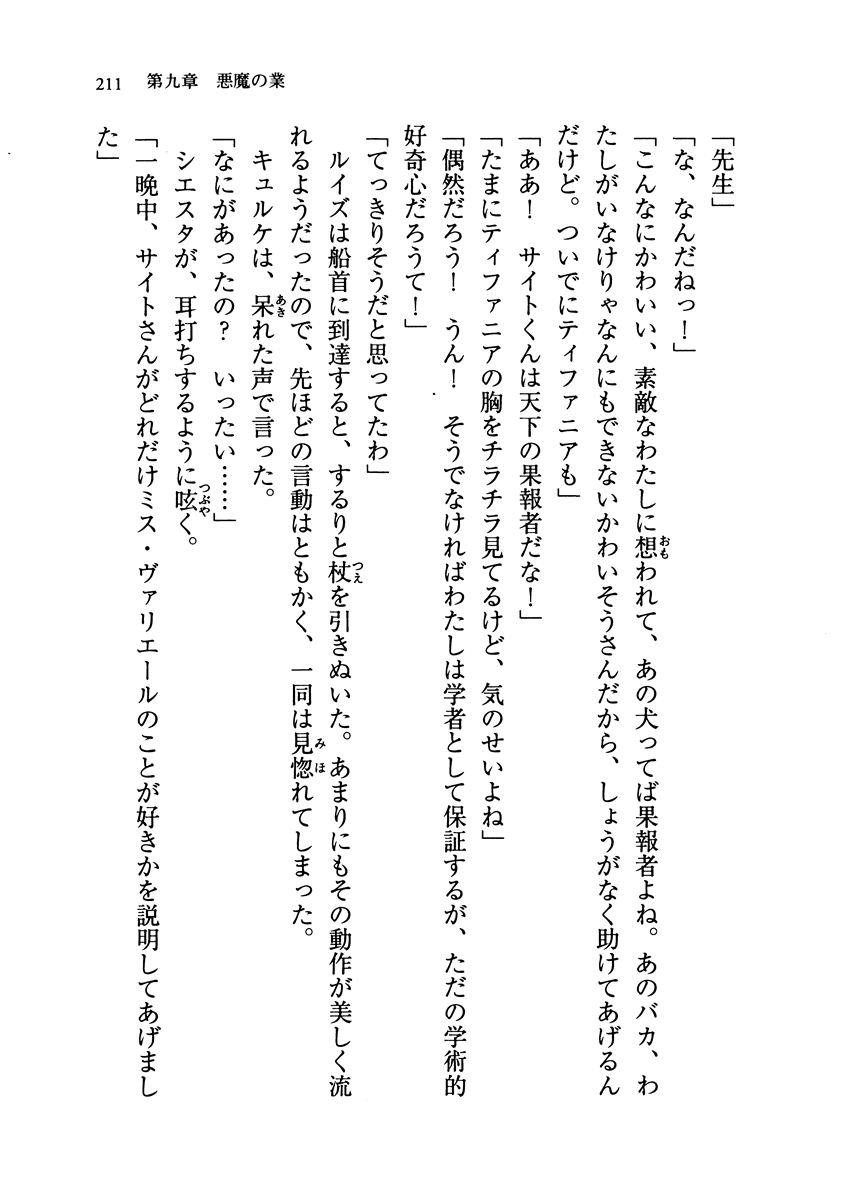 211　第九章　悪魔の業
「先生」
「な、なんだねっ！」
「こんなにかわいい、素敵なわたしに想われて、あの犬ってば果報者よね。あのバカ、わ
たしがいなけりゃなんにもできないかわいそうさんだから、しょうがなく助けてあげるん
だけど。ついでにティファニアも」
「ああ！　サイトくんは天下の果報者だな！」
「たまにティファニアの胸をチラチラ見てるけど、気のせいよね」
「偶然だろう！　うん！　そうでなければわたしは学者として保証するが、ただの学術的
好奇心だろうて！」
「てっきりそうだと思ってたわ」
　ルイズは船首に到達すると、するりと杖を引きぬいた。あまりにもその動作が美しく流
れるようだったので、先ほどの言動はともかく、一同は見惚れてしまった。
　キュルケは、呆れた声で言った。
「なにがあったの？　いったい……」
　シエスタが、耳打ちするように呟く。
「一晩中、サイトさんがどれだけミス・ヴァリエールのことが好きかを説明してあげまし
た」